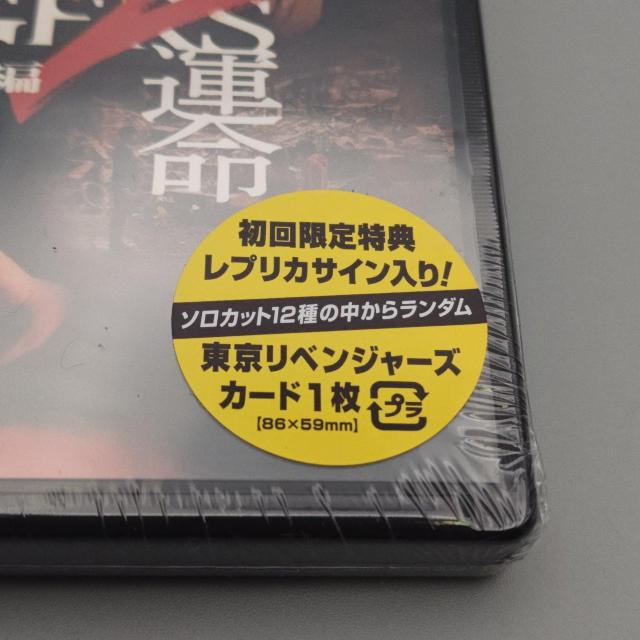 編
運命
初回限定特典
レプリカサイン入り!
ソロカット12種の中からランダム
東京リベンジャーズ
カード1枚
プラ
【86×59mm】